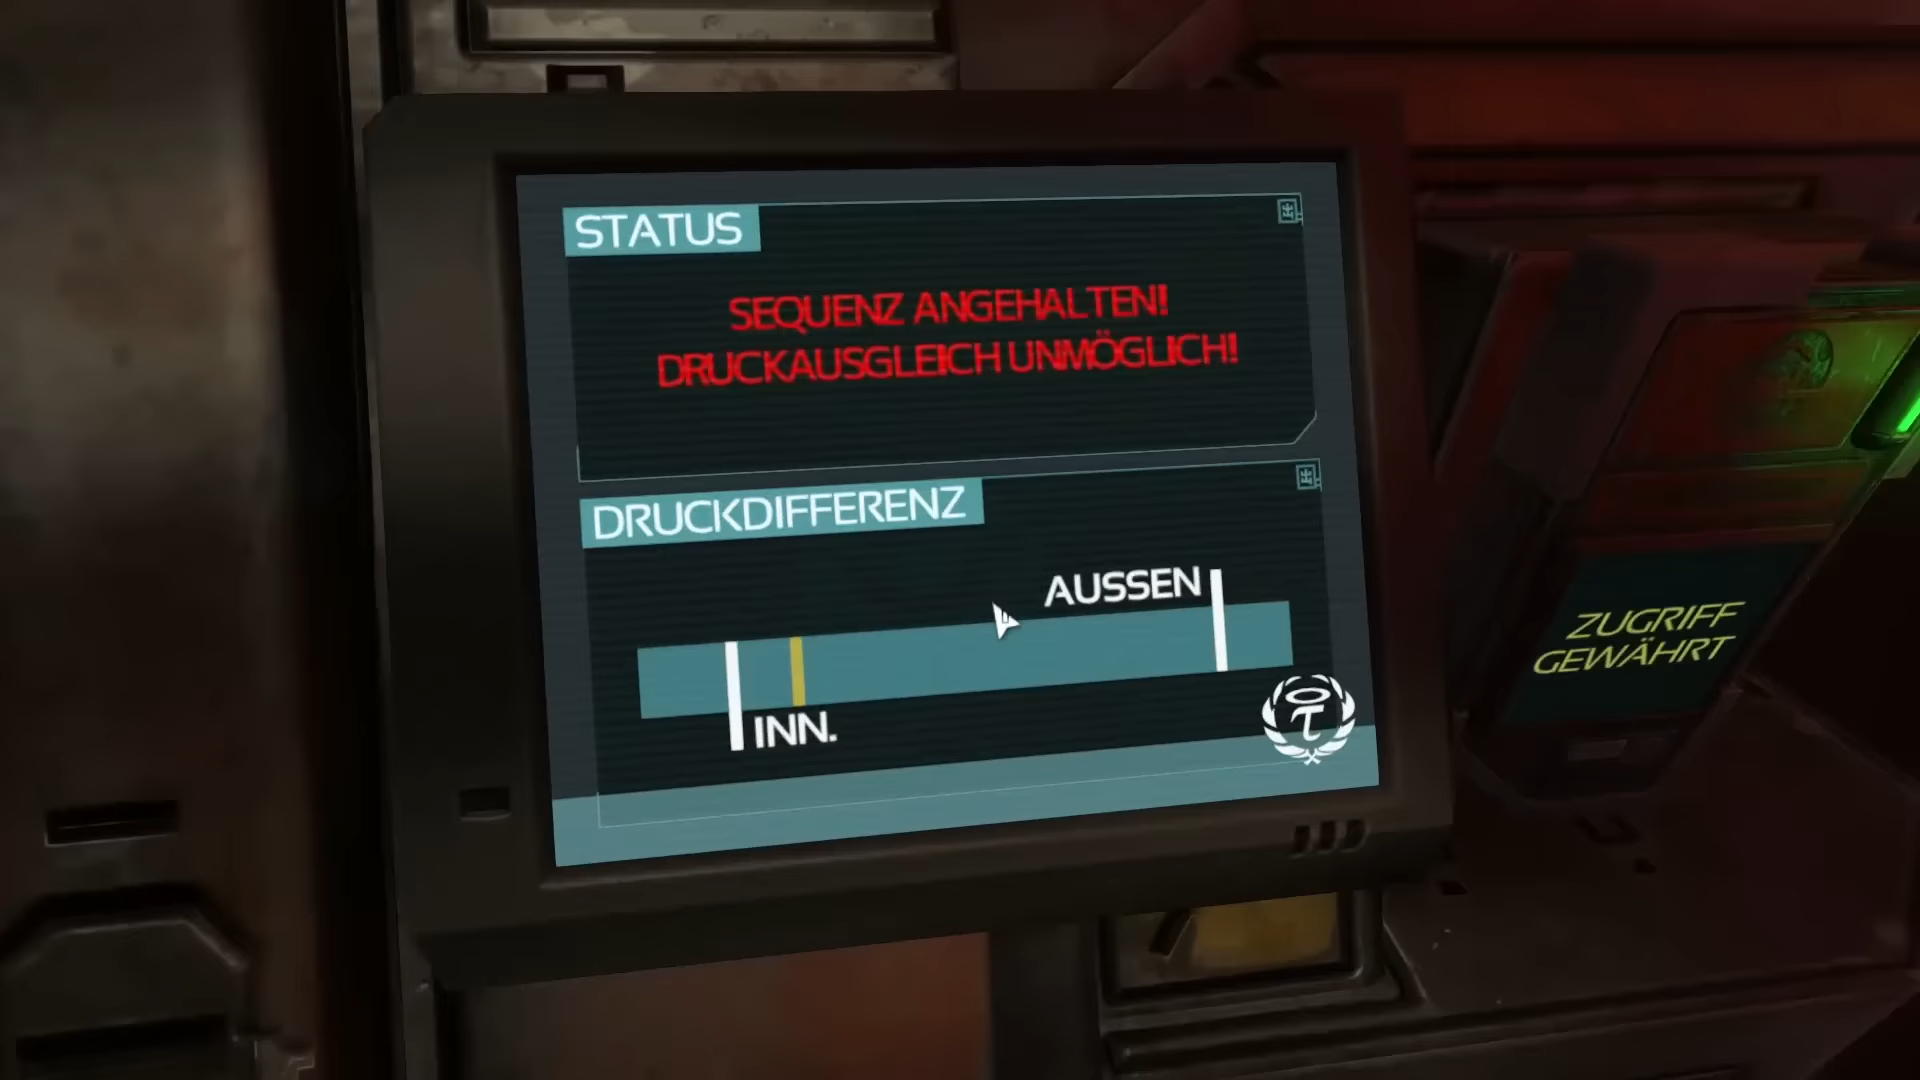 STATUS
SEQUENZ ANGEHALTEN!
DRUCKAUSGLEICH UNMÖGLICH!
DRUCKDIFFERENZ
AUSSEN
INN.
ZUGRIFF
GEWÄHRT